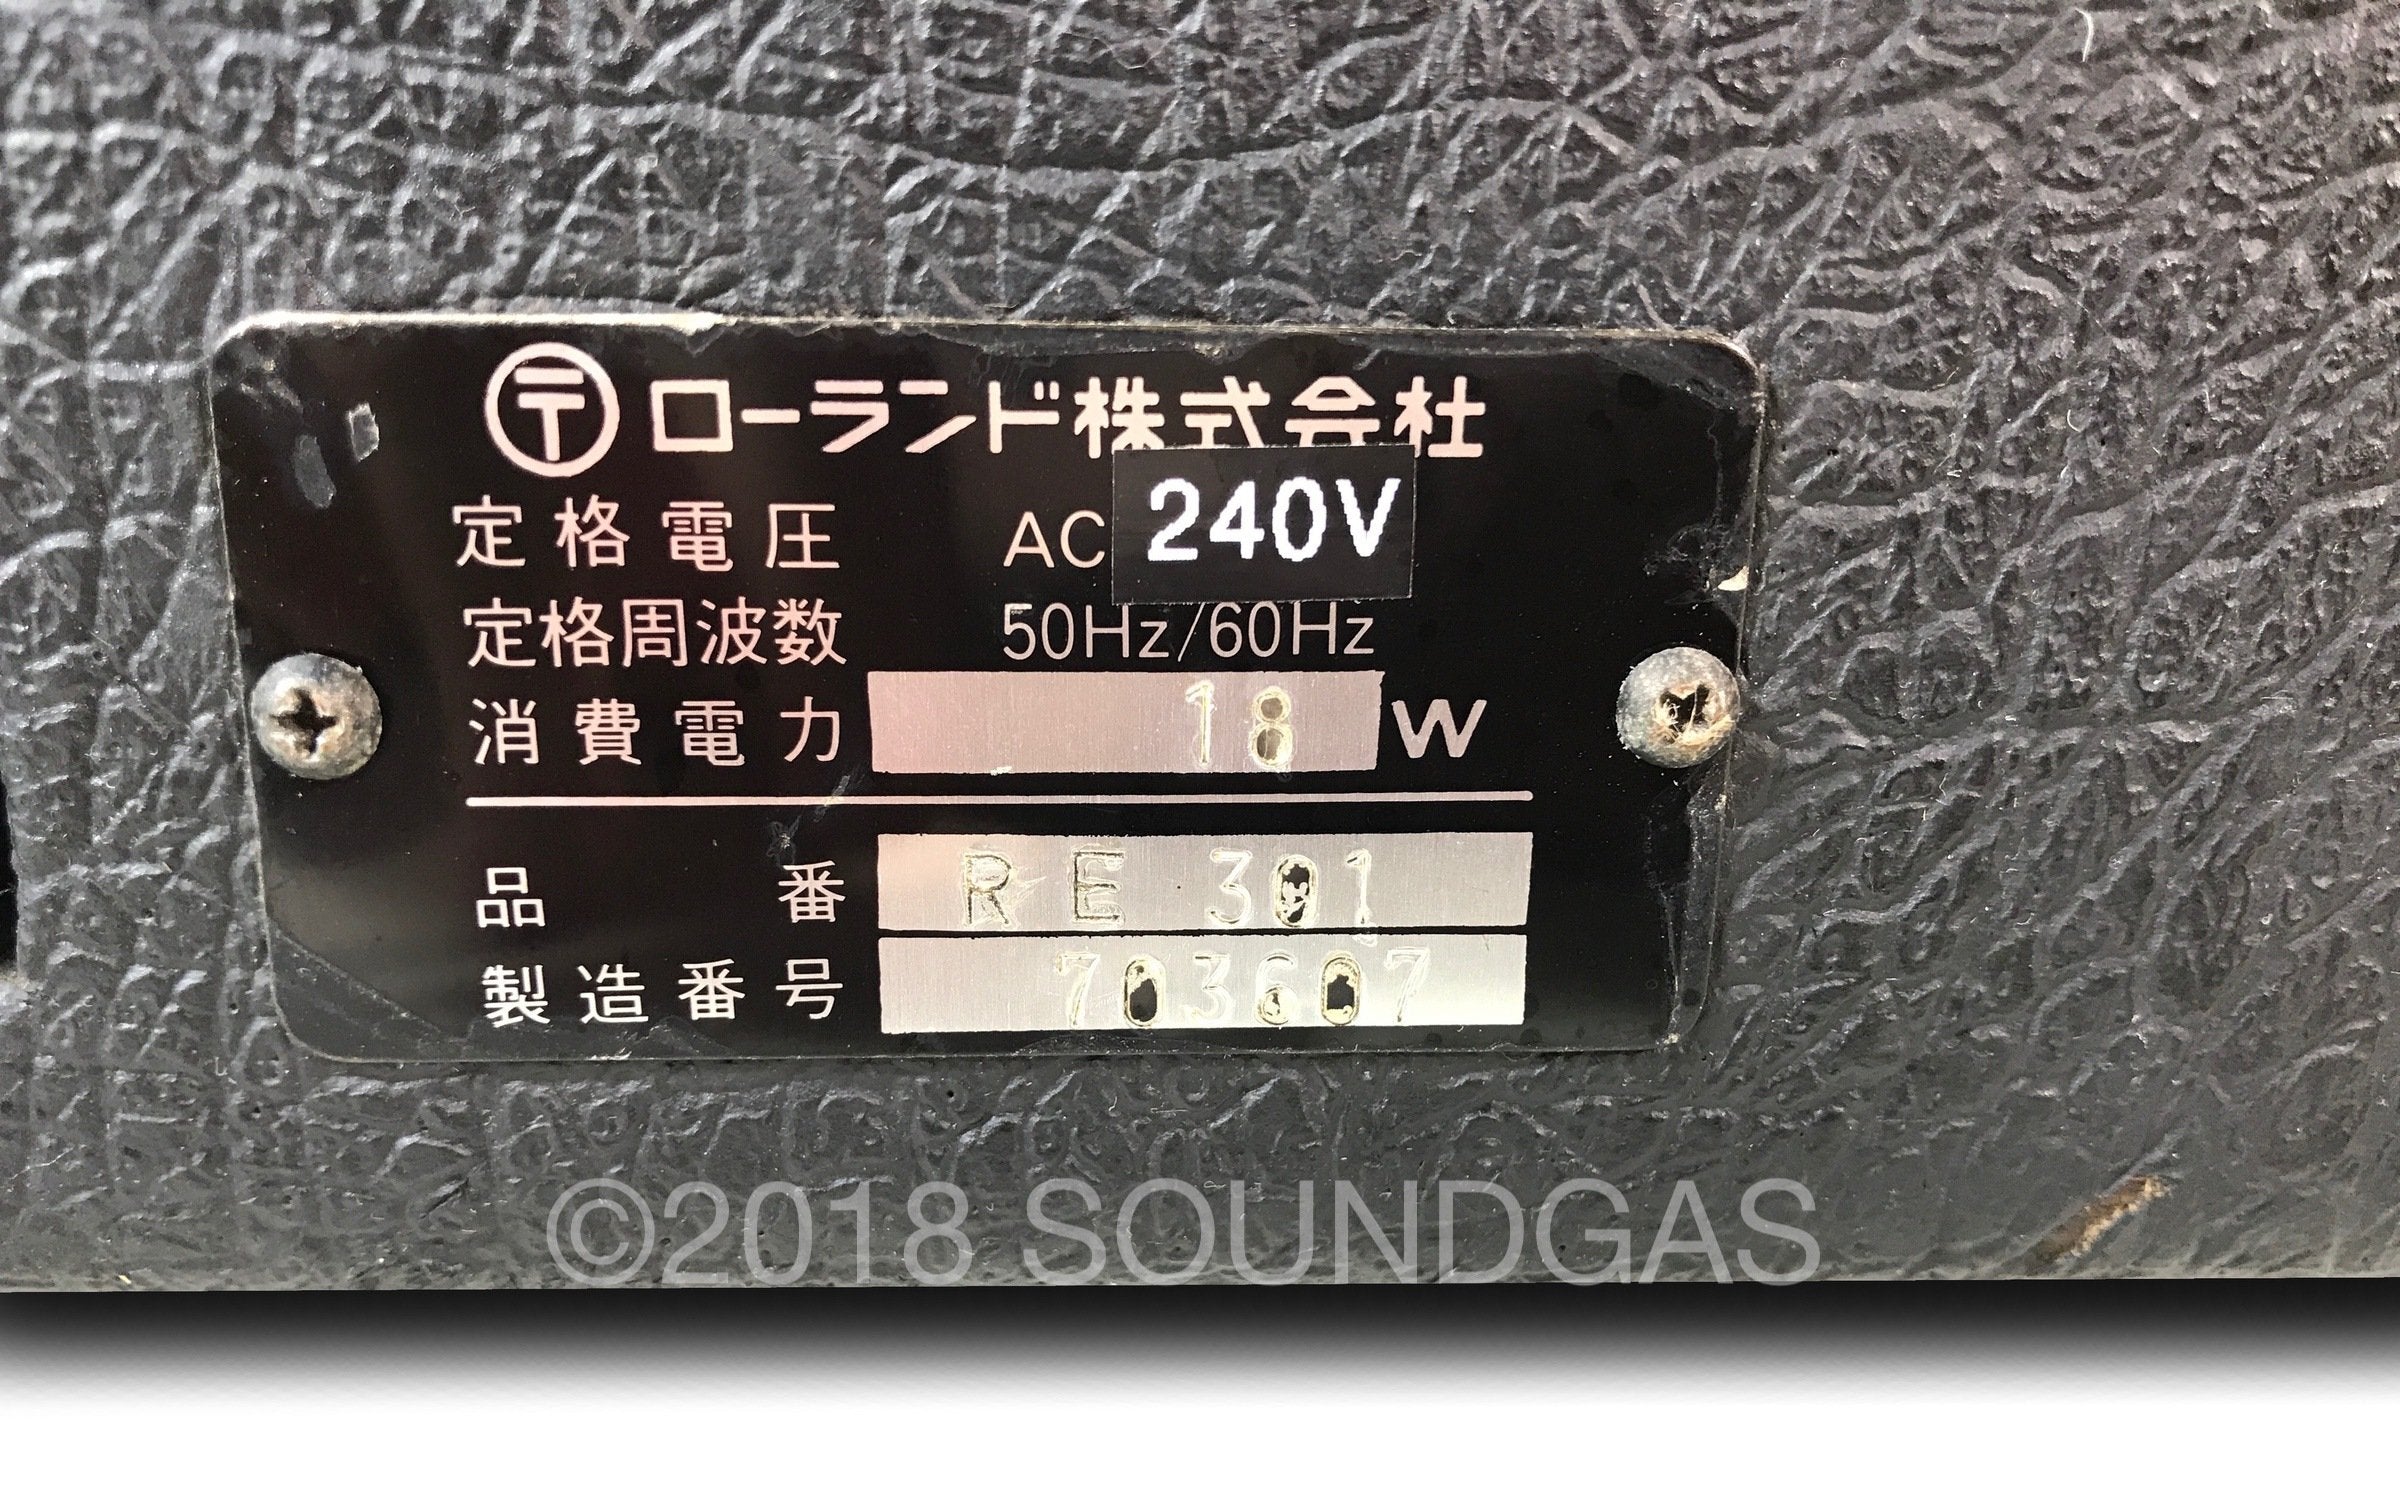 〒 ローランド株式会社
定格電圧 AC 240V
定格周波数 50Hz/60Hz
消費電力 18 W
品番 RE 301
製造番号 703607
©2018 SOUNDGAS